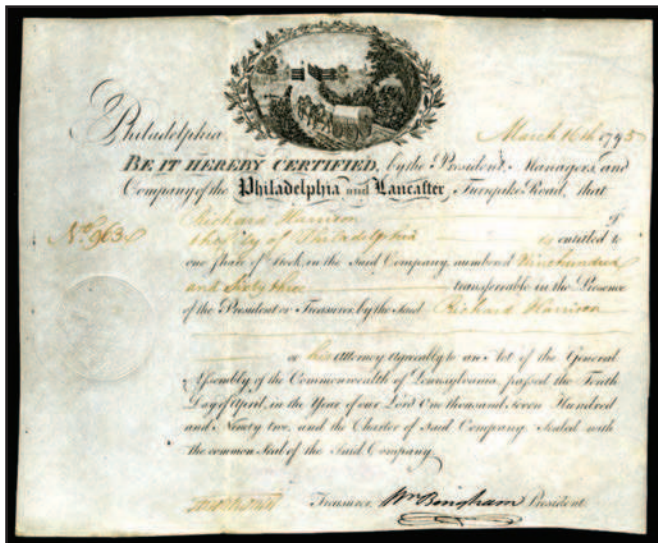 Philadelphia March 16th 1795
BE IT HEREBY CERTIFIED, by the President, Managers, and
Company of the Philadelphia and Lancaster Turnpike Road, that
Richard Harrison of
No. 963 the City of Philadelphia is entitled to
one Share of Stock, in the Said Company, numberd Ninehundred
and Sixty three transferable in the Presence
of the President or Treasurer, by the Said Richard Harrison
or his Attorney Agreeably to an Act of the General
Assembly of the Commonwealth of Pennsylvania, passed the Ninth
Day of April, in the Year of our Lord One thousand Seven Hundred
and Ninety two, and the Charter of Said Company. Sealed with
the common Seal of the Said Company
Treasurer, Wm Bingham President